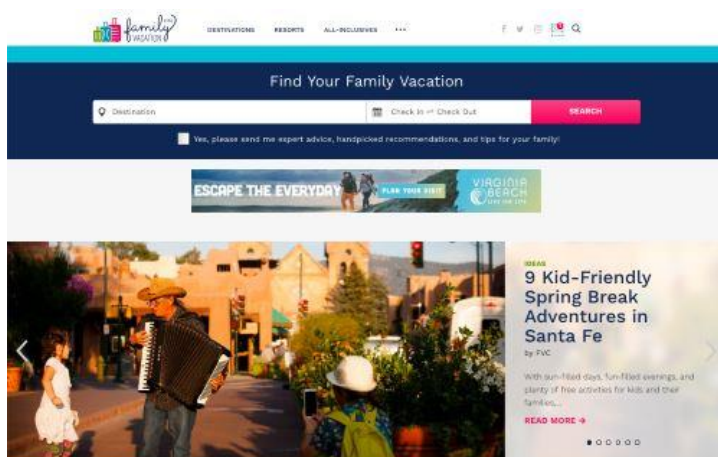 family
VACATION
DESTINATIONS RESORTS ALL-INCLUSIVES
Find Your Family Vacation
Destination
Check In
Check Out
SEARCH
Yes, please send me expert advice, handpicked recommendations, and tips for your family!
ESCAPE THE EVERYDAY
PLAN YOUR VISIT
VIRGINIA
BEACH
IDEAS
9 Kid-Friendly
Spring Break
Adventures in
Santa Fe
by FVC
With sun-filled days, fun-filled evenings, and
plenty of free activities for kids and their
families,...
READ MORE →